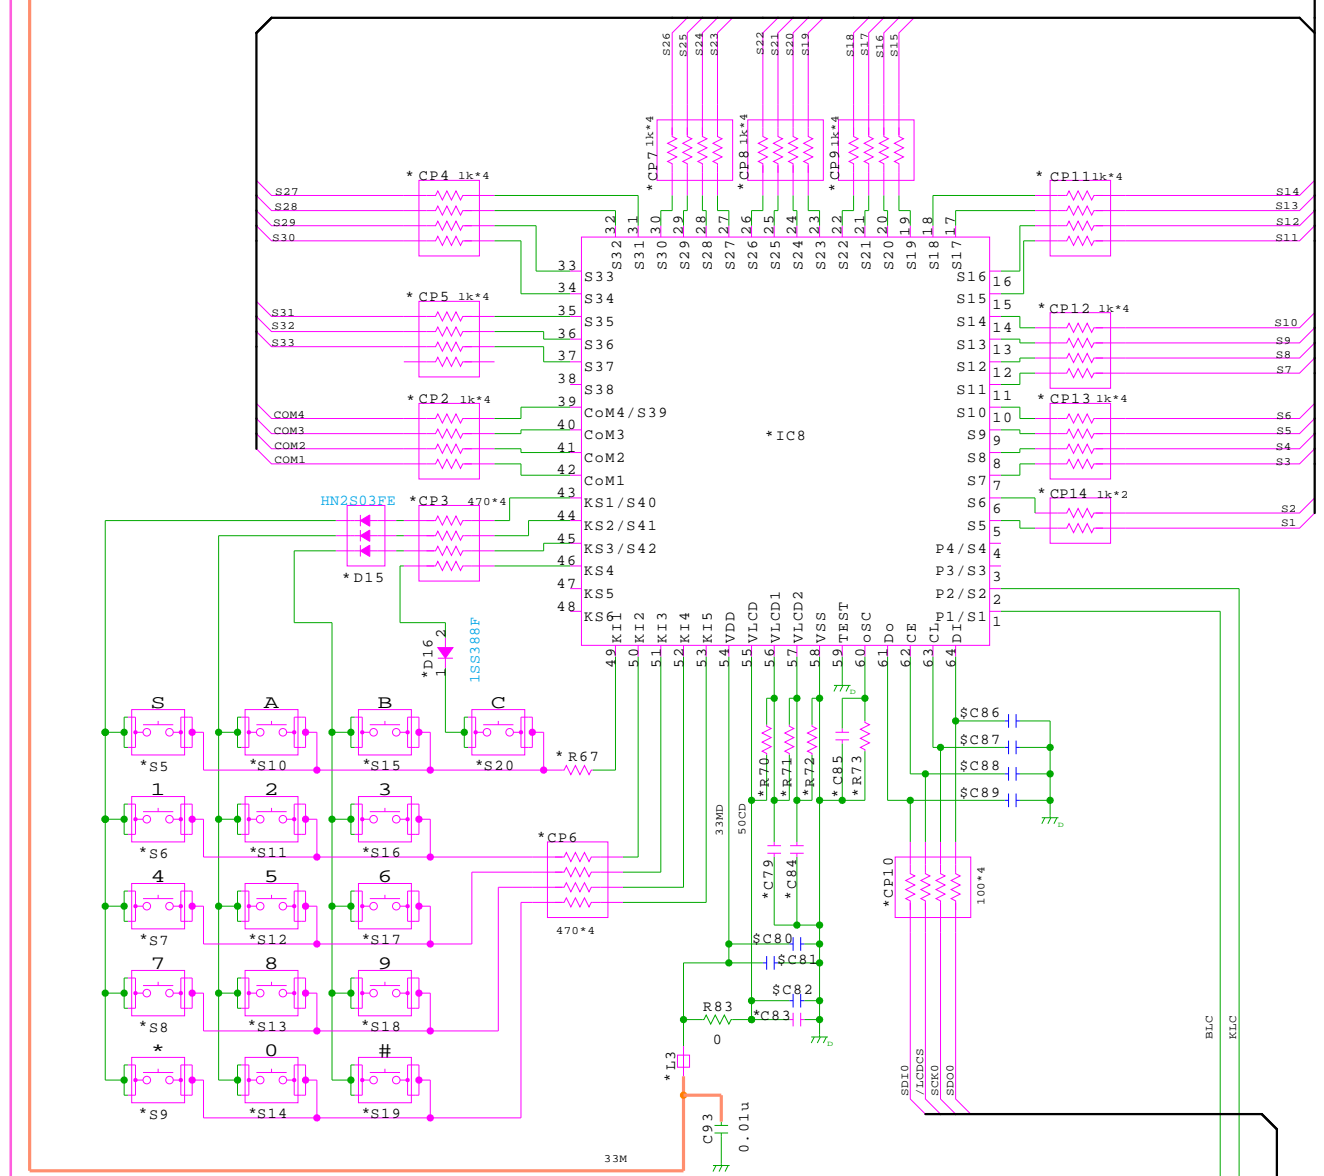 S26
S25
S24
S23
S22
S21
S20
S19
S18
S17
S16
S15
*CP7 1k*4
*CP8 1k*4
*CP9 1k*4
*CP4 1k*4
S27
S28
S29
S30
*CP11 1k*4
S14
S13
S12
S11
32 31 30 29 28 27 26 25 24 23 22 21 20 19 18 17
S32 S31 S30 S29 S28 S27 S26 S25 S24 S23 S22 S21 S20 S19 S18 S17
33 S33
34 S34
35 S35
36 S36
37 S37
38 S38
39 CoM4/S39
40 CoM3
41 CoM2
42 CoM1
43 KS1/S40
44 KS2/S41
45 KS3/S42
46 KS4
47 KS5
48 KS6
S16 16
S15 15
S14 14
S13 13
S12 12
S11 11
S10 10
S9 9
S8 8
S7 7
S6 6
S5 5
P4/S4 4
P3/S3 3
P2/S2 2
P1/S1 1
*IC8
*CP5 1k*4
S31
S32
S33
*CP2 1k*4
COM4
COM3
COM2
COM1
HN2S03FE
*CP3 470*4
*D15
*CP12 1k*4
S10
S9
S8
S7
*CP13 1k*4
S6
S5
S4
S3
*CP14 1k*2
S2
S1
KI1 KI2 KI3 KI4 KI5 VDD VLCD VLCD1 VLCD2 VSS TEST oSC Do CE CL DI
49 50 51 52 53 54 55 56 57 58 59 60 61 62 63 64
*D16
2
1
1SS388F
S A B C
*S5 *S10 *S15 *S20
*R67
1 2 3
*S6 *S11 *S16
4 5 6
*S7 *S12 *S17
7 8 9
*S8 *S13 *S18
* 0 #
*S9 *S14 *S19
*CP6
470*4
D
*R70
*R71
*R72
*C85
*R73
$C86
$C87
$C88
$C89
D
33MD
50CD
*C79
*C84
*CP10
100*4
$C80
$C81
$C82
*C83
R83
0
D
*L3
C93
0.01u
33M
SDI0
/LCDCS
SCK0
SDO0
BLC
KLC